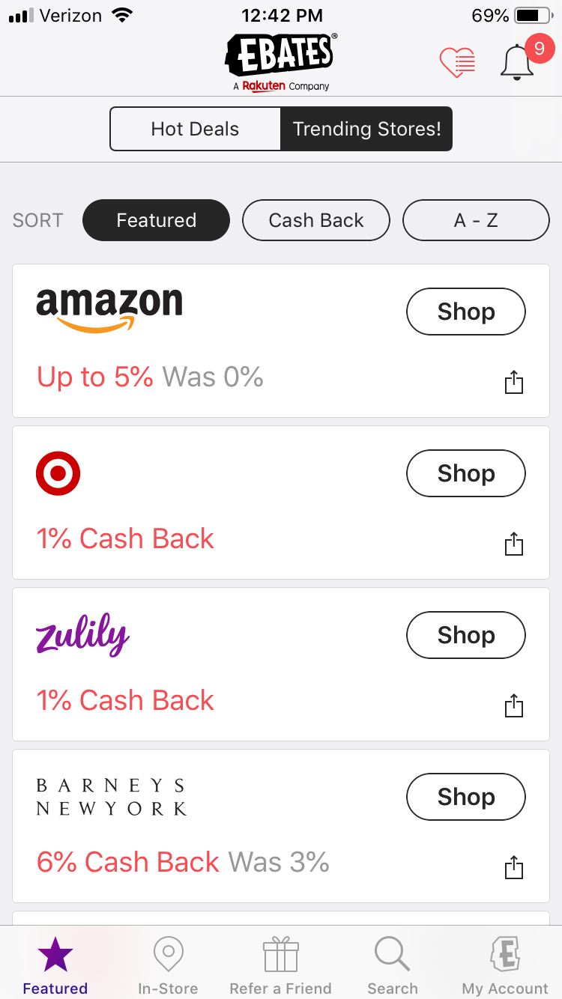 Verizon 12:42 PM 69%
EBATES®
A Rakuten Company
9
Hot Deals Trending Stores!
SORT Featured Cash Back A - Z
amazon Shop
Up to 5% Was 0%
Shop
1% Cash Back
zulily Shop
1% Cash Back
BARNEYS
NEWYORK
Shop
6% Cash Back Was 3%
E
Featured In-Store Refer a Friend Search My Account